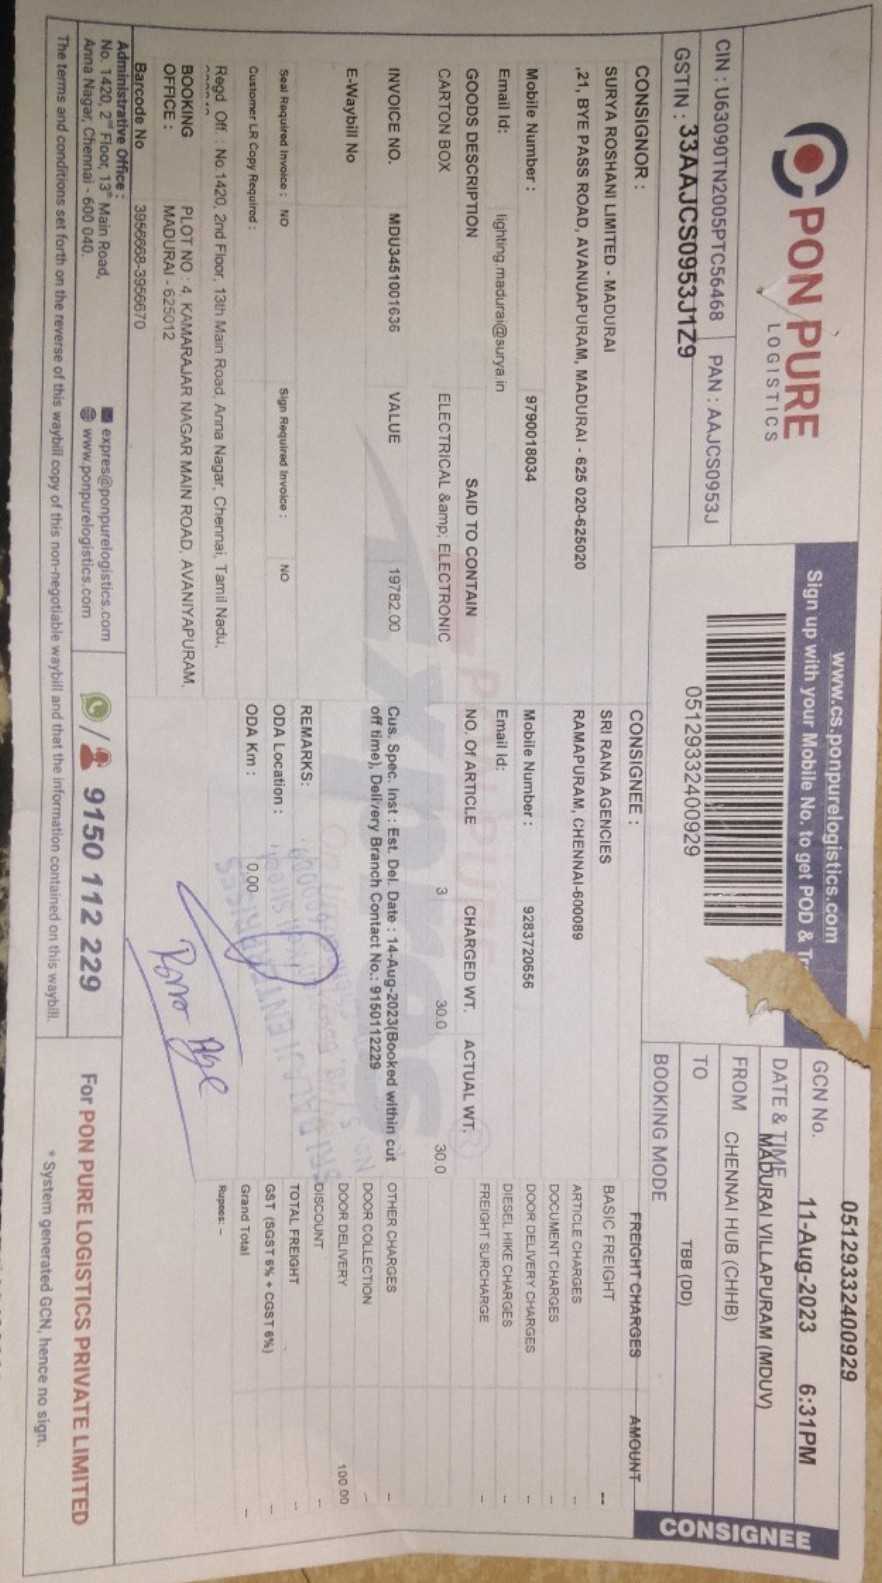 PON PURE
LOGISTICS
CIN : U63090TN2005PTC56468 PAN : AAJCS0953J
GSTIN : 33AAJCS0953J1Z9
www.cs.ponpurelogistics.com
Sign up with your Mobile No. to get POD &
05129332400929
05129332400929
GCN No. 11-Aug-2023 6:31PM
DATE & TIME
MADURAI VILLAPURAM (MDUV)
FROM CHENNAI HUB (CHHB)
TO
TBB (DD)
BOOKING MODE
CONSIGNEE
CONSIGNOR :
SURYA ROSHANI LIMITED - MADURAI
,21, BYE PASS ROAD, AVANUAPURAM, MADURAI - 625 020-625020
Mobile Number : 9790018034
Email Id: lighting.madurai@surya.in
CONSIGNEE :
SRI RANA AGENCIES
RAMAPURAM, CHENNAI-600089
Mobile Number : 9283720656
Email Id:
GOODS DESCRIPTION SAID TO CONTAIN NO. Of ARTICLE CHARGED WT. ACTUAL WT.
CARTON BOX ELECTRICAL &amp; ELECTRONIC 3 30.0 30.0
INVOICE NO. MDU3451001636 VALUE 19782.00
E-Waybill No
Cus. Spec. Inst : Est. Del. Date : 14-Aug-2023(Booked within cut
off time), Delivery Branch Contact No.: 9150112229
Seal Required Invoice : NO Sign Required Invoice : NO
Customer LR Copy Required :
REMARKS:
ODA Location :
ODA Km : 0.00
FREIGHT CHARGES AMOUNT
BASIC FREIGHT --
ARTICLE CHARGES --
DOCUMENT CHARGES --
DOOR DELIVERY CHARGES --
DIESEL HIKE CHARGES --
FREIGHT SURCHARGE --
OTHER CHARGES --
DOOR COLLECTION --
DOOR DELIVERY 100.00
DISCOUNT --
TOTAL FREIGHT --
GST (SGST 6% + CGST 6%) --
Grand Total --
Rupees: --
Regd. Off. : No.1420, 2nd Floor, 13th Main Road, Anna Nagar, Chennai, Tamil Nadu,
BOOKING OFFICE : PLOT NO : 4, KAMARAJAR NAGAR MAIN ROAD, AVANIYAPURAM,
MADURAI - 625012
Barcode No 3956668-3956670
Administrative Office :
No. 1420, 2nd Floor, 13th Main Road,
Anna Nagar, Chennai - 600 040.
expres@ponpurelogistics.com
www.ponpurelogistics.com
/ 9150 112 229
The terms and conditions set forth on the reverse of this waybill copy of this non-negotiable waybill and that the information contained on this waybill.
For PON PURE LOGISTICS PRIVATE LIMITED
* System generated GCN, hence no sign.